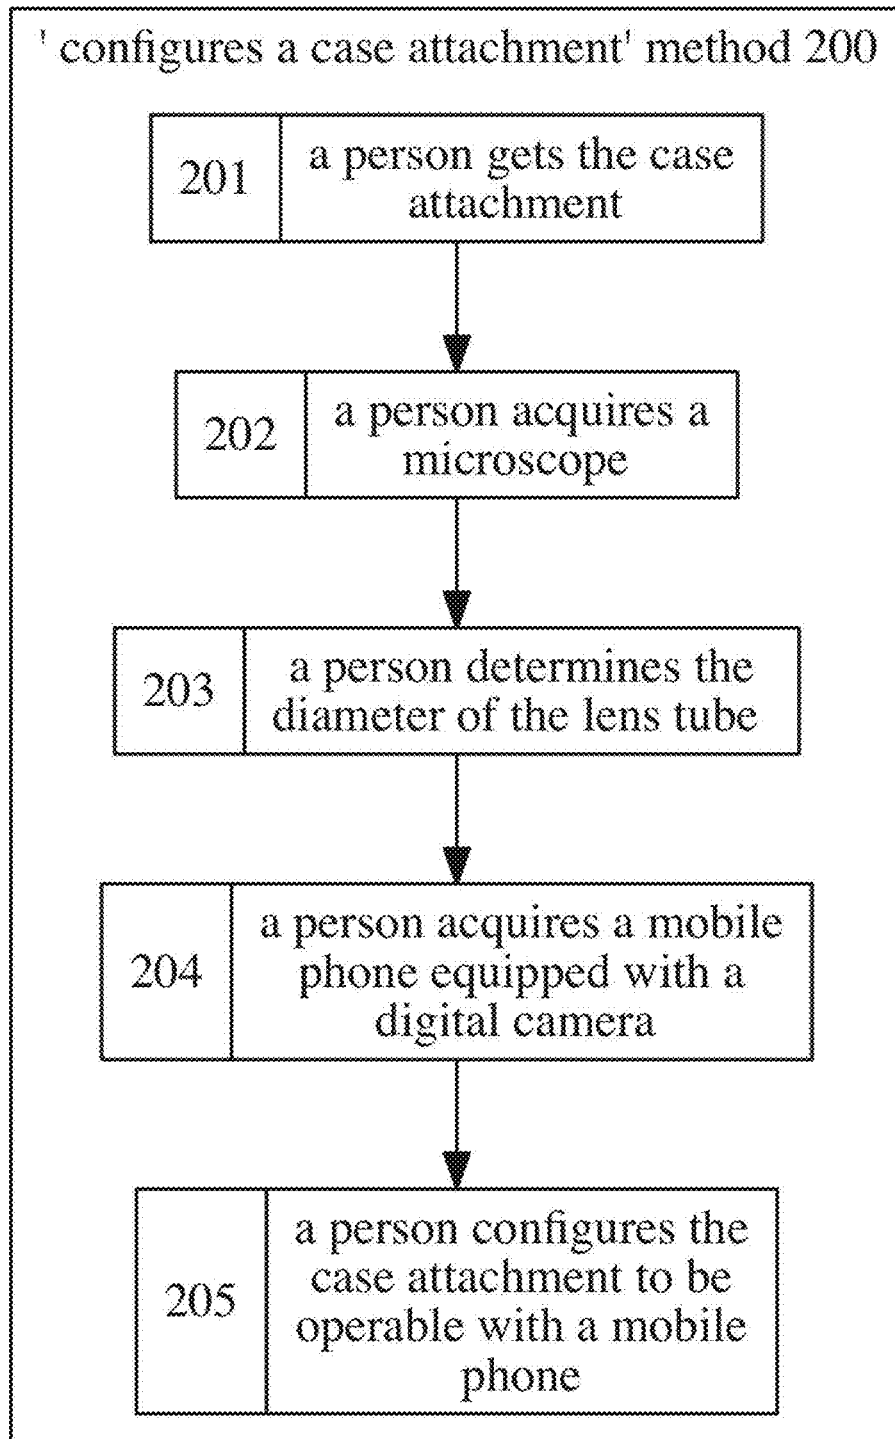 ' configures a case attachment' method 200
201
a person gets the case
attachment
202
a person acquires a
microscope
203
a person determines the
diameter of the lens tube
204
a person acquires a mobile
phone equipped with a
digital camera
205
a person configures the
case attachment to be
operable with a mobile
phone